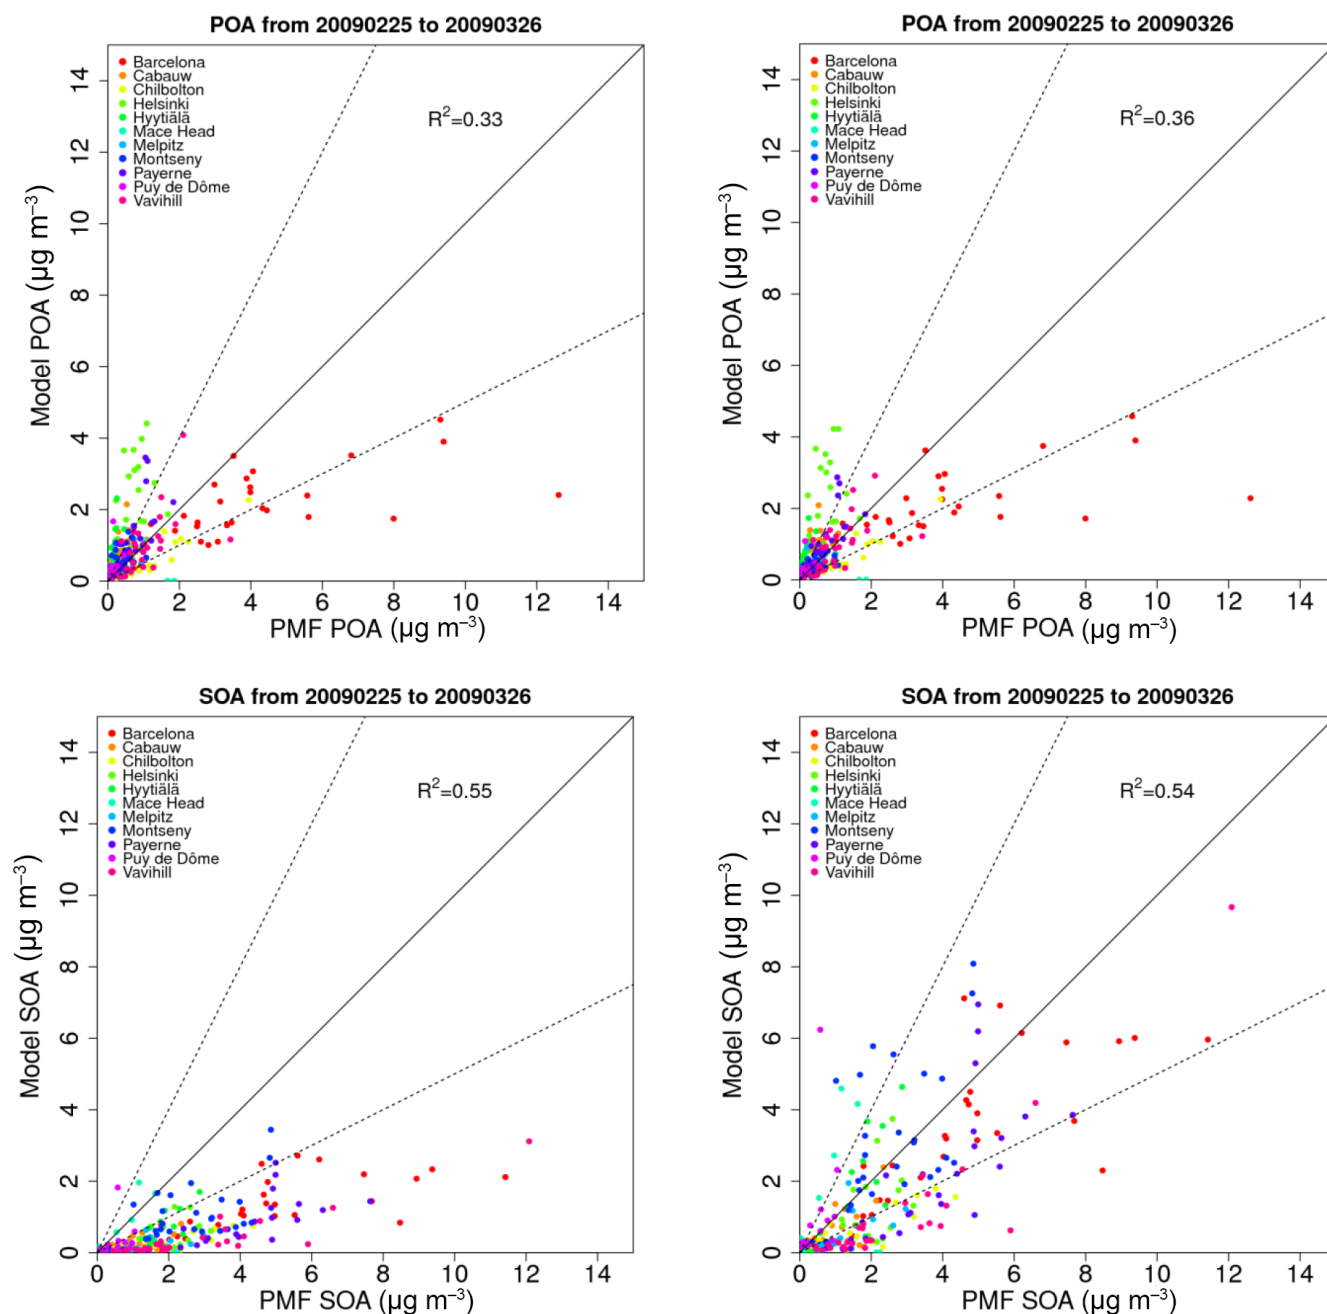 POA from 20090225 to 20090326
Barcelona
Cabauw
Chilbolton
Helsinki
Hyytiälä
Mace Head
Melpitz
Montseny
Payerne
Puy de Dôme
Vavihill
R²=0.33
14
12
10
8
6
4
2
0
Model POA (µg m⁻³)
0 2 4 6 8 10 12 14
PMF POA (µg m⁻³)
POA from 20090225 to 20090326
Barcelona
Cabauw
Chilbolton
Helsinki
Hyytiälä
Mace Head
Melpitz
Montseny
Payerne
Puy de Dôme
Vavihill
R²=0.36
14
12
10
8
6
4
2
0
Model POA (µg m⁻³)
0 2 4 6 8 10 12 14
PMF POA (µg m⁻³)
SOA from 20090225 to 20090326
Barcelona
Cabauw
Chilbolton
Helsinki
Hyytiälä
Mace Head
Melpitz
Montseny
Payerne
Puy de Dôme
Vavihill
R²=0.55
14
12
10
8
6
4
2
0
Model SOA (µg m⁻³)
0 2 4 6 8 10 12 14
PMF SOA (µg m⁻³)
SOA from 20090225 to 20090326
Barcelona
Cabauw
Chilbolton
Helsinki
Hyytiälä
Mace Head
Melpitz
Montseny
Payerne
Puy de Dôme
Vavihill
R²=0.54
14
12
10
8
6
4
2
0
Model SOA (µg m⁻³)
0 2 4 6 8 10 12 14
PMF SOA (µg m⁻³)